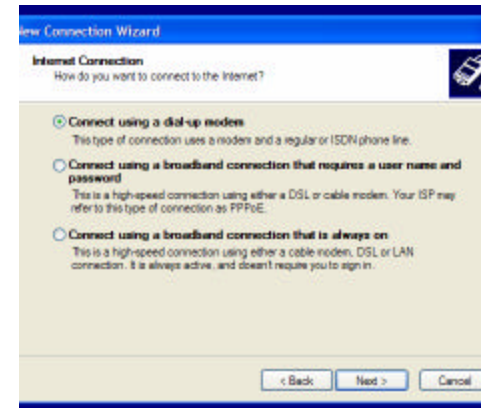 New Connection Wizard
Internet Connection
How do you want to connect to the Internet?
Connect using a dial-up modem
This type of connection uses a modem and a regular or ISDN phone line.
Connect using a broadband connection that requires a user name and
password
This is a high-speed connection using either a DSL or cable modem. Your ISP may
refer to this type of connection as PPPoE.
Connect using a broadband connection that is always on
This is a high-speed connection using either a cable modem, DSL or LAN
connection. It is always active, and doesn't require you to sign in.
< Back
Next >
Cancel